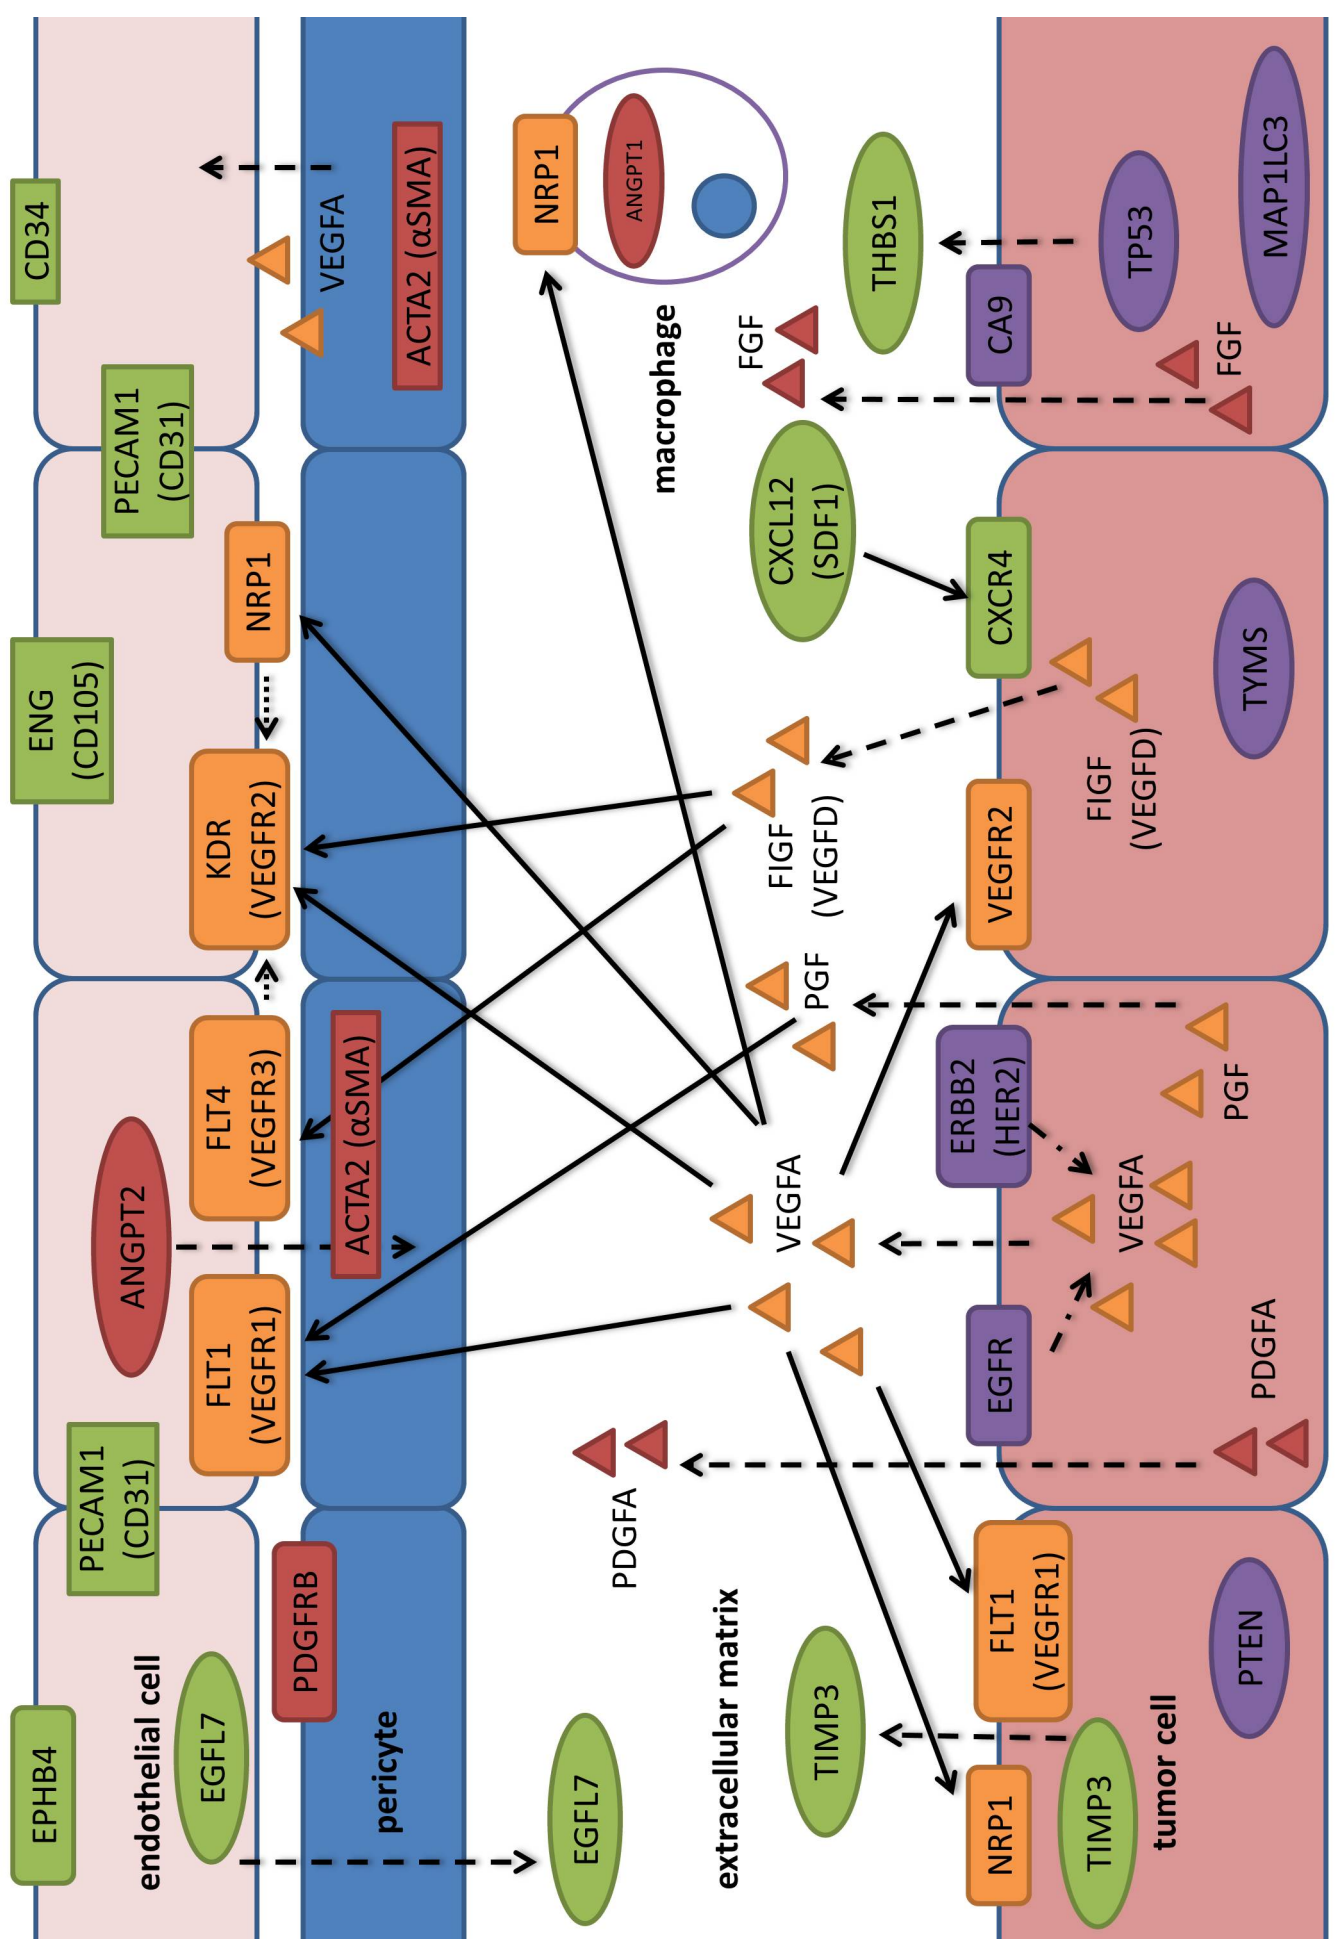 EPHB4
endothelial cell
EGFL7
PECAM1
(CD31)
ANGPT2
FLT1
(VEGFR1)
FLT4
(VEGFR3)
ENG
(CD105)
KDR
(VEGFR2)
NRP1
PECAM1
(CD31)
CD34
PDGFRB
pericyte
ACTA2 (αSMA)
VEGFA
ACTA2 (αSMA)
EGFL7
extracellular matrix
TIMP3
PDGFA
VEGFA
PGF
FIGF
(VEGFD)
CXCL12
(SDF1)
macrophage
NRP1
ANGPT1
FGF
THBS1
NRP1
TIMP3
tumor cell
FLT1
(VEGFR1)
PTEN
EGFR
PDGFA
VEGFA
ERBB2
(HER2)
PGF
VEGFR2
FIGF
(VEGFD)
CXCR4
TYMS
CA9
FGF
TP53
MAP1LC3